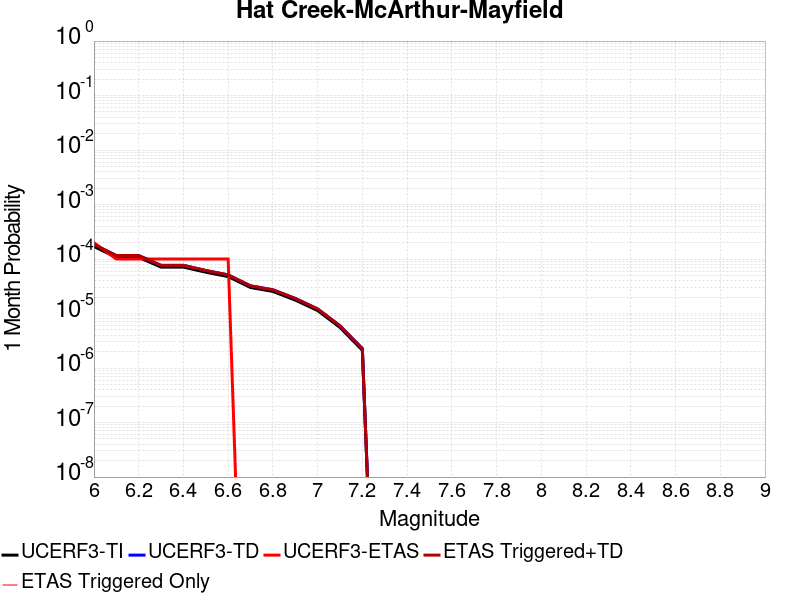 Hat Creek-McArthur-Mayfield
10^0
10^-1
10^-2
10^-3
10^-4
10^-5
10^-6
10^-7
10^-8
1 Month Probability
6 6.2 6.4 6.6 6.8 7 7.2 7.4 7.6 7.8 8 8.2 8.4 8.6 8.8 9
Magnitude
UCERF3-TI UCERF3-TD UCERF3-ETAS ETAS Triggered+TD
ETAS Triggered Only